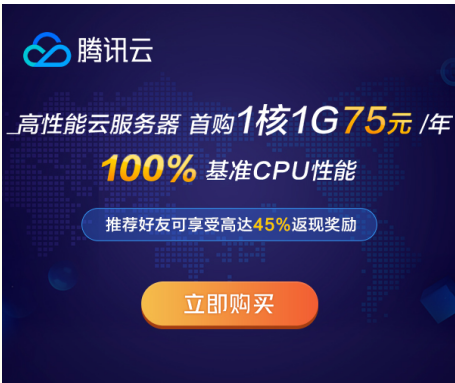 腾讯云
_高性能云服务器 首购1核1G75元 /年
100% 基准CPU性能
推荐好友可享受高达45%返现奖励
立即购买